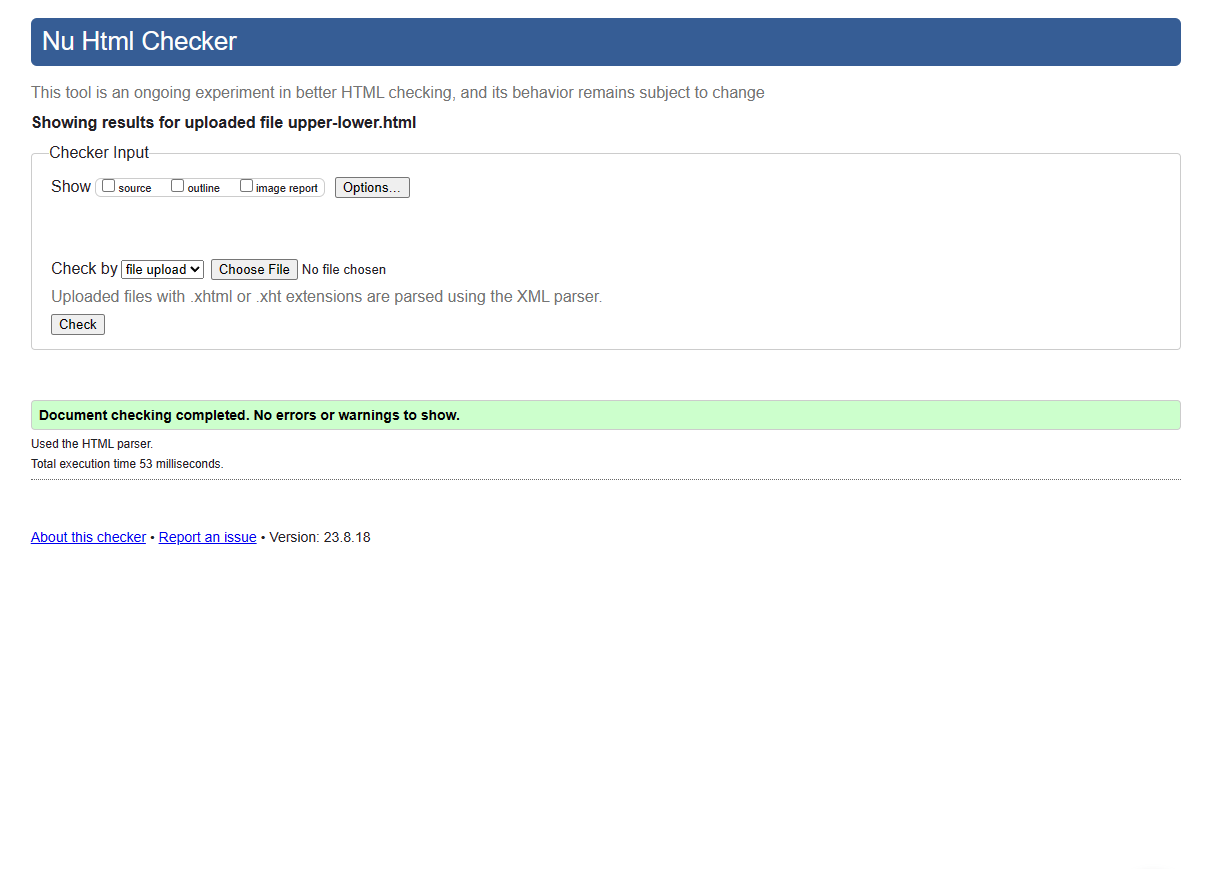 Nu Html Checker
This tool is an ongoing experiment in better HTML checking, and its behavior remains subject to change
Showing results for uploaded file upper-lower.html
Checker Input
Show source outline image report Options...
Check by file upload Choose File No file chosen
Uploaded files with .xhtml or .xht extensions are parsed using the XML parser.
Check
Document checking completed. No errors or warnings to show.
Used the HTML parser.
Total execution time 53 milliseconds.
About this checker • Report an issue • Version: 23.8.18